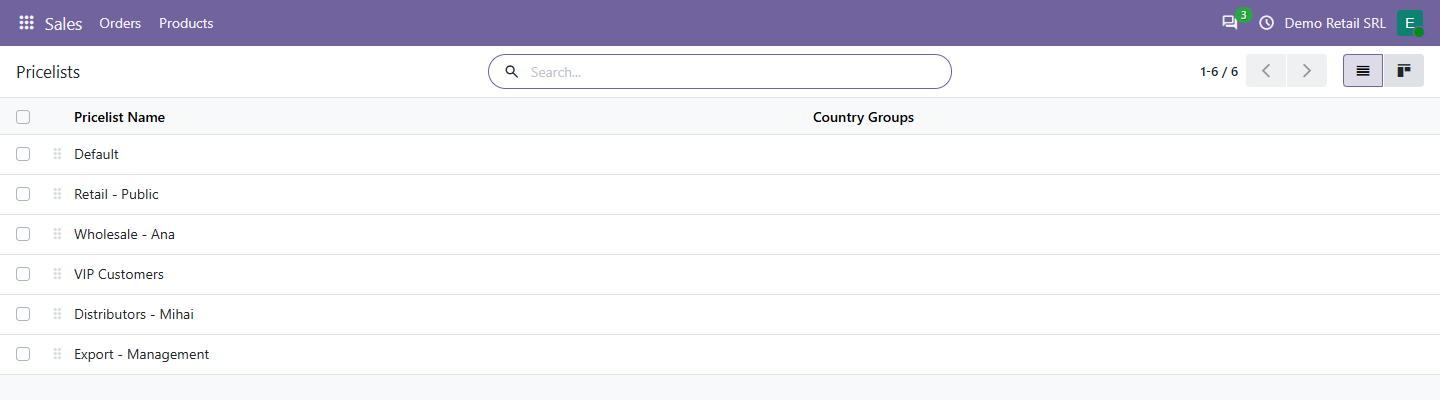 Sales Orders Products 3 Demo Retail SRL E
Pricelists Search... 1-6 / 6
Pricelist Name Country Groups
Default
Retail - Public
Wholesale - Ana
VIP Customers
Distributors - Mihai
Export - Management